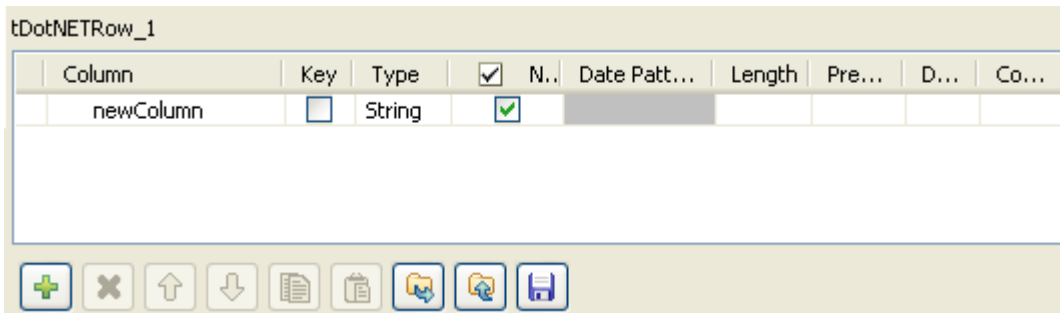 tDotNETRow_1
Column Key Type N.. Date Patt... Length Pre... D... Co...
newColumn String